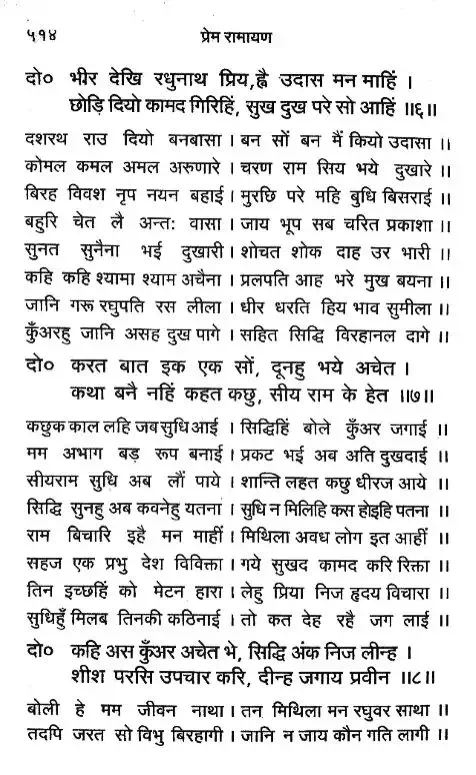 ५१४ प्रेम रामायण
दो० भीर देखि रधुनाथ प्रिय,ह्वै उदास मन माहिं ।
छोड़ि दियो कामद गिरिहिं, सुख दुख परे सो आहिं ॥६॥
दशरथ राउ दियो बनबासा । बन सों बन मैं कियो उदासा ॥
कोमल कमल अमल अरुणारे । चरण राम सिय भये दुखारे ॥
बिरह विवश नृप नयन बहाई । मुरछि परे महि बुधि बिसराई ॥
बहुरि चेत लै अन्तः वासा । जाय भूप सब चरित प्रकाशा ॥
सुनत सुनैना भई दुखारी । शोचत शोक दाह उर भारी ॥
कहि कहि श्यामा श्याम अचैना । प्रलपति आह भरे मुख बयना ॥
जानि गरू रघुपति रस लीला । धीर धरति हिय भाव सुमीला ॥
कुँअरहु जानि असह दुख पागे । सहित सिद्धि विरहानल दागे ॥
दो० करत बात इक एक सों, दूनहु भये अचेत ।
कथा बनै नहिं कहत कछु, सीय राम के हेत ॥७॥
कछुक काल लहि जब सुधि आई । सिद्धिहिं बोले कुँअर जगाई ॥
मम अभाग बड़ रूप बनाई । प्रकट भई अब अति दुखदाई ॥
सीयराम सुधि अब लौं पाये । शान्ति लहत कछु धीरज आये ॥
सिद्धि सुनहु अब कवनेहु यतना । सुधि न मिलिहि कस होइहि पतना ॥
राम बिचारि इहै मन माहीं । मिथिला अवध लोग इत आहीं ॥
सहज एक प्रभु देश विविक्ता । गये सुखद कामद करि रिक्ता ॥
तिन इच्छहिं को मेटन हारा । लेहु प्रिया निज हृदय विचारा ॥
सुधिहुँ मिलब तिनकी कठिनाई । तो कत देह रहै जग लाई ॥
दो० कहि अस कुँअर अचेत भे, सिद्धि अंक निज लीन्ह ।
शीश परसि उपचार करि, दीन्ह जगाय प्रवीन ॥८॥
बोली हे मम जीवन नाथा । तन मिथिला मन रघुवर साथा ॥
तदपि जरत सो विभु बिरहागी । जानि न जाय कौन गति लागी ॥